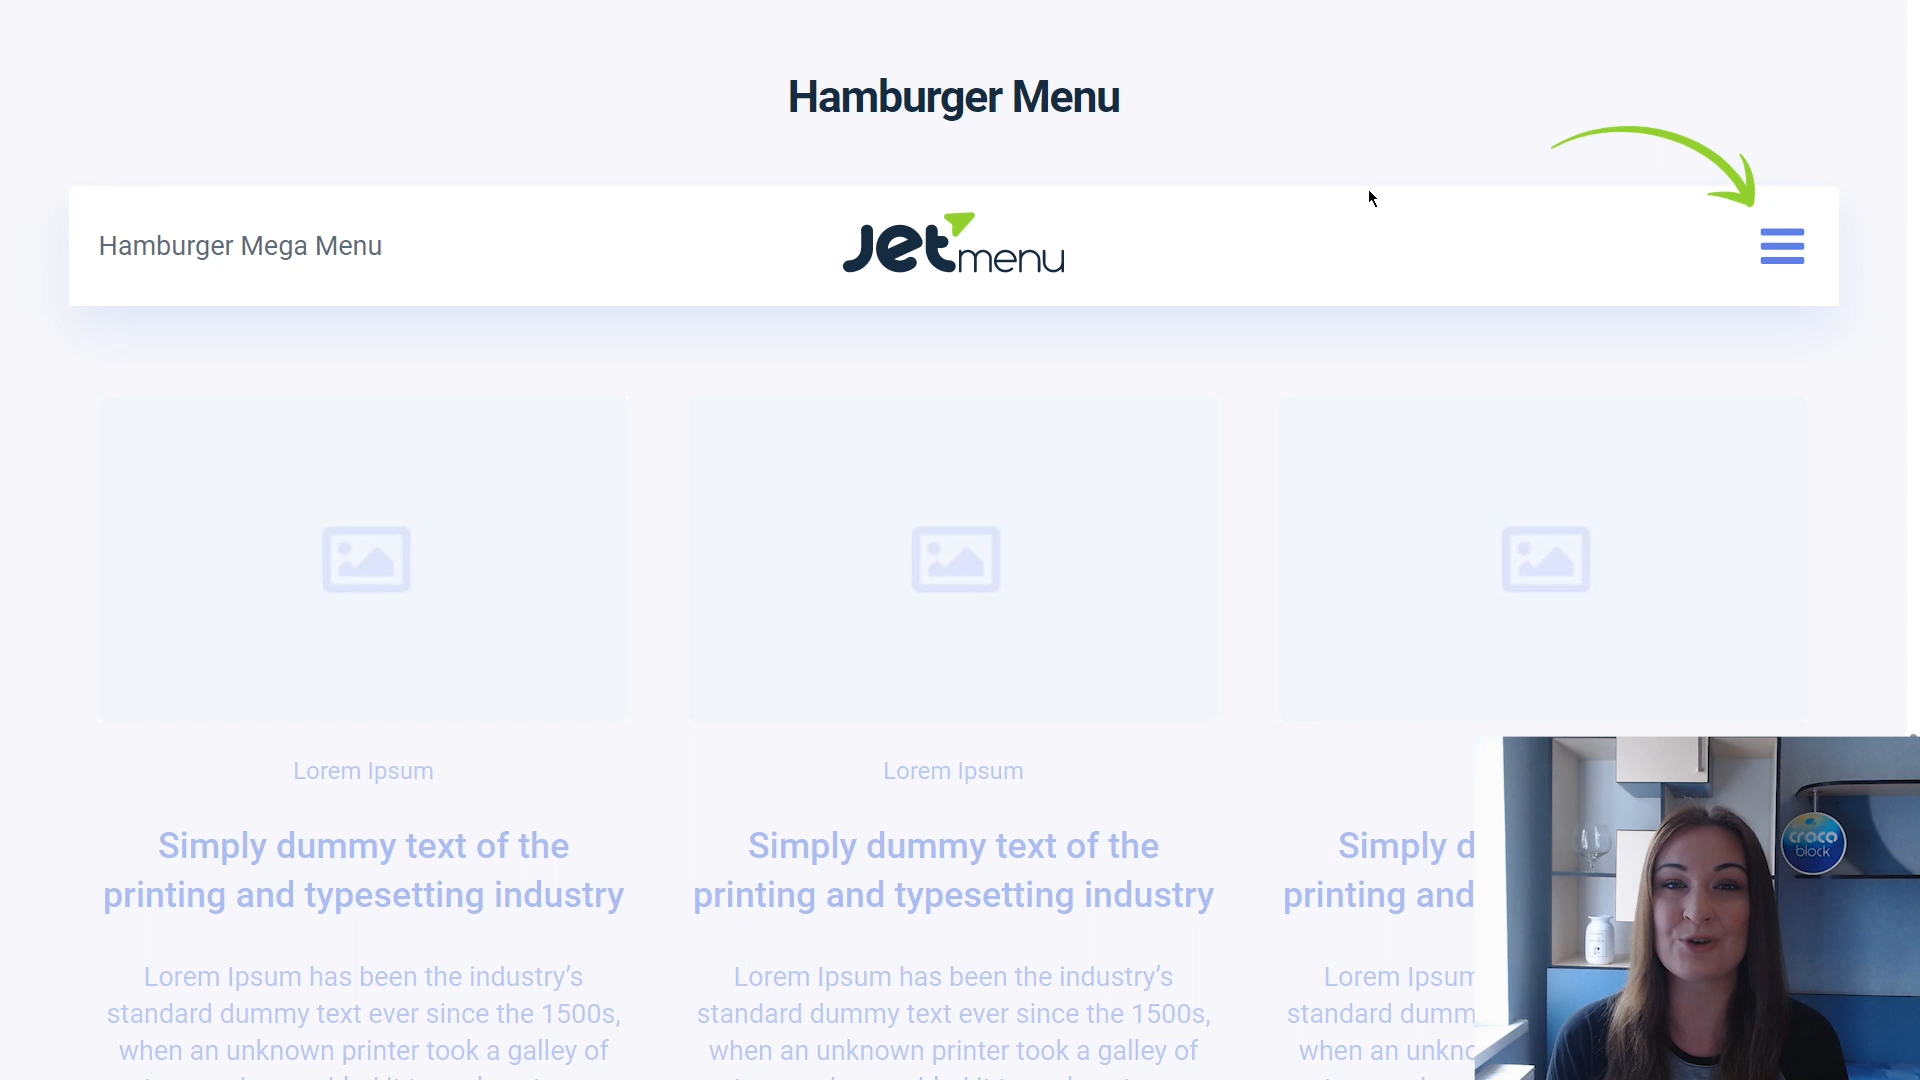 Hamburger Menu
Hamburger Mega Menu
Jet menu
Lorem Ipsum
Simply dummy text of the
printing and typesetting industry
Lorem Ipsum has been the industry’s
standard dummy text ever since the 1500s,
when an unknown printer took a galley of
Lorem Ipsum
Simply dummy text of the
printing and typesetting industry
Lorem Ipsum has been the industry’s
standard dummy text ever since the 1500s,
when an unknown printer took a galley of
Simply d
printing and
Lorem Ipsum
standard dumm
when an unkno
croco
block